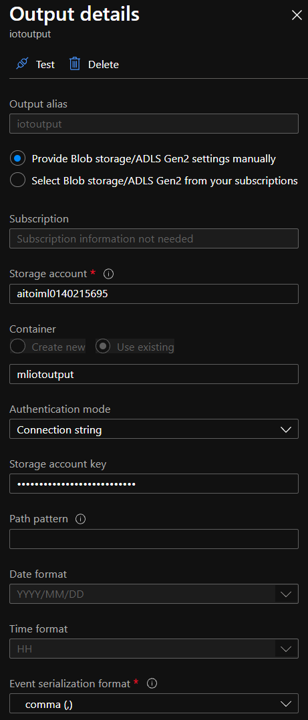 Output details
iotoutput
Test
Delete
Output alias
iotoutput
Provide Blob storage/ADLS Gen2 settings manually
Select Blob storage/ADLS Gen2 from your subscriptions
Subscription
Subscription information not needed
Storage account *
aitoiml0140215695
Container
Create new
Use existing
mliotoutput
Authentication mode
Connection string
Storage account key
••••••••••••••••••••••••••••
Path pattern
Date format
YYYY/MM/DD
Time format
HH
Event serialization format *
comma (,)